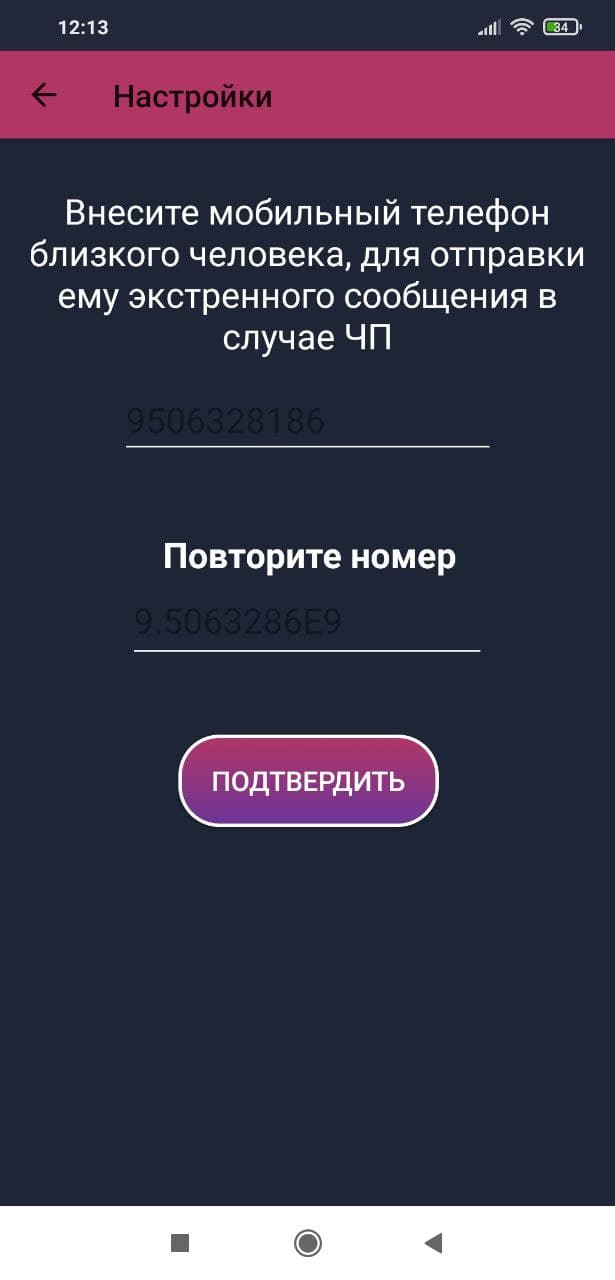 12:13
34
Настройки
Внесите мобильный телефон
близкого человека, для отправки
ему экстренного сообщения в
случае ЧП
9506328186
Повторите номер
9.5063286E9
ПОДТВЕРДИТЬ